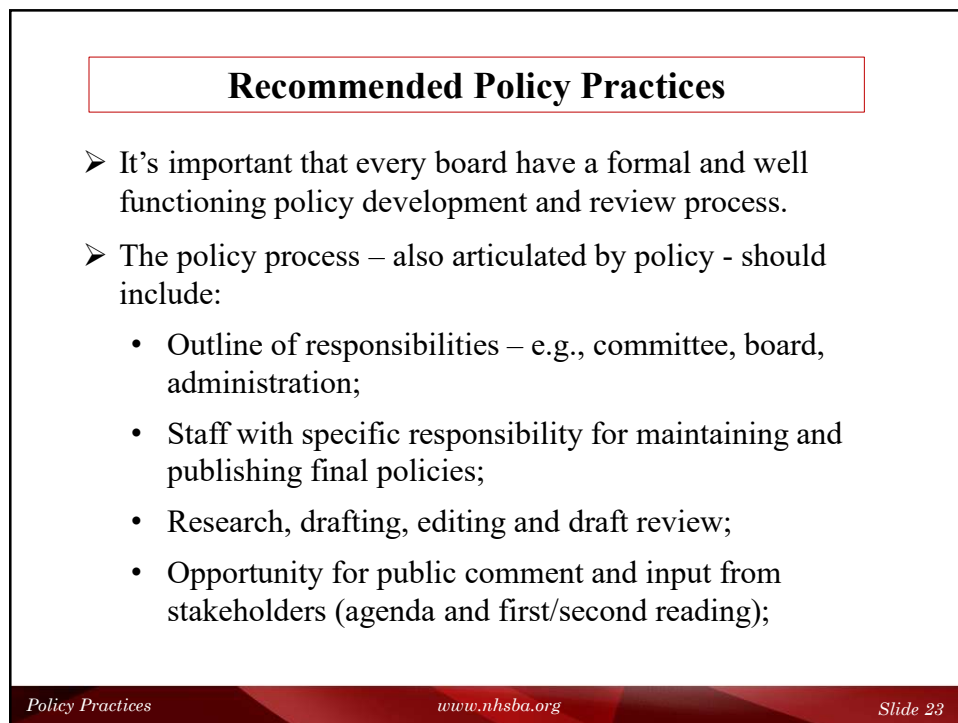 Recommended Policy Practices
➢ It’s important that every board have a formal and well
functioning policy development and review process.
➢ The policy process – also articulated by policy - should
include:
• Outline of responsibilities – e.g., committee, board,
administration;
• Staff with specific responsibility for maintaining and
publishing final policies;
• Research, drafting, editing and draft review;
• Opportunity for public comment and input from
stakeholders (agenda and first/second reading);
Policy Practices www.nhsba.org Slide 23